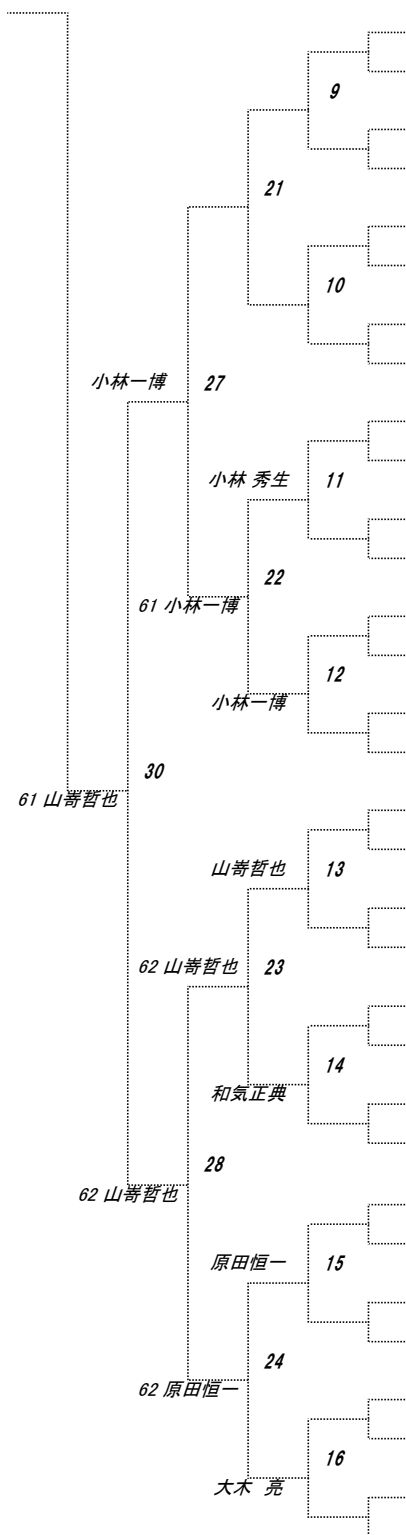 9
21
10
小林一博 27
小林 秀生 11
22
61 小林一博
12
小林一博
30
61 山嵜哲也
山嵜哲也 13
62 山嵜哲也 23
14
和気正典
28
62 山嵜哲也
原田恒一 15
24
62 原田恒一
16
大木 亮